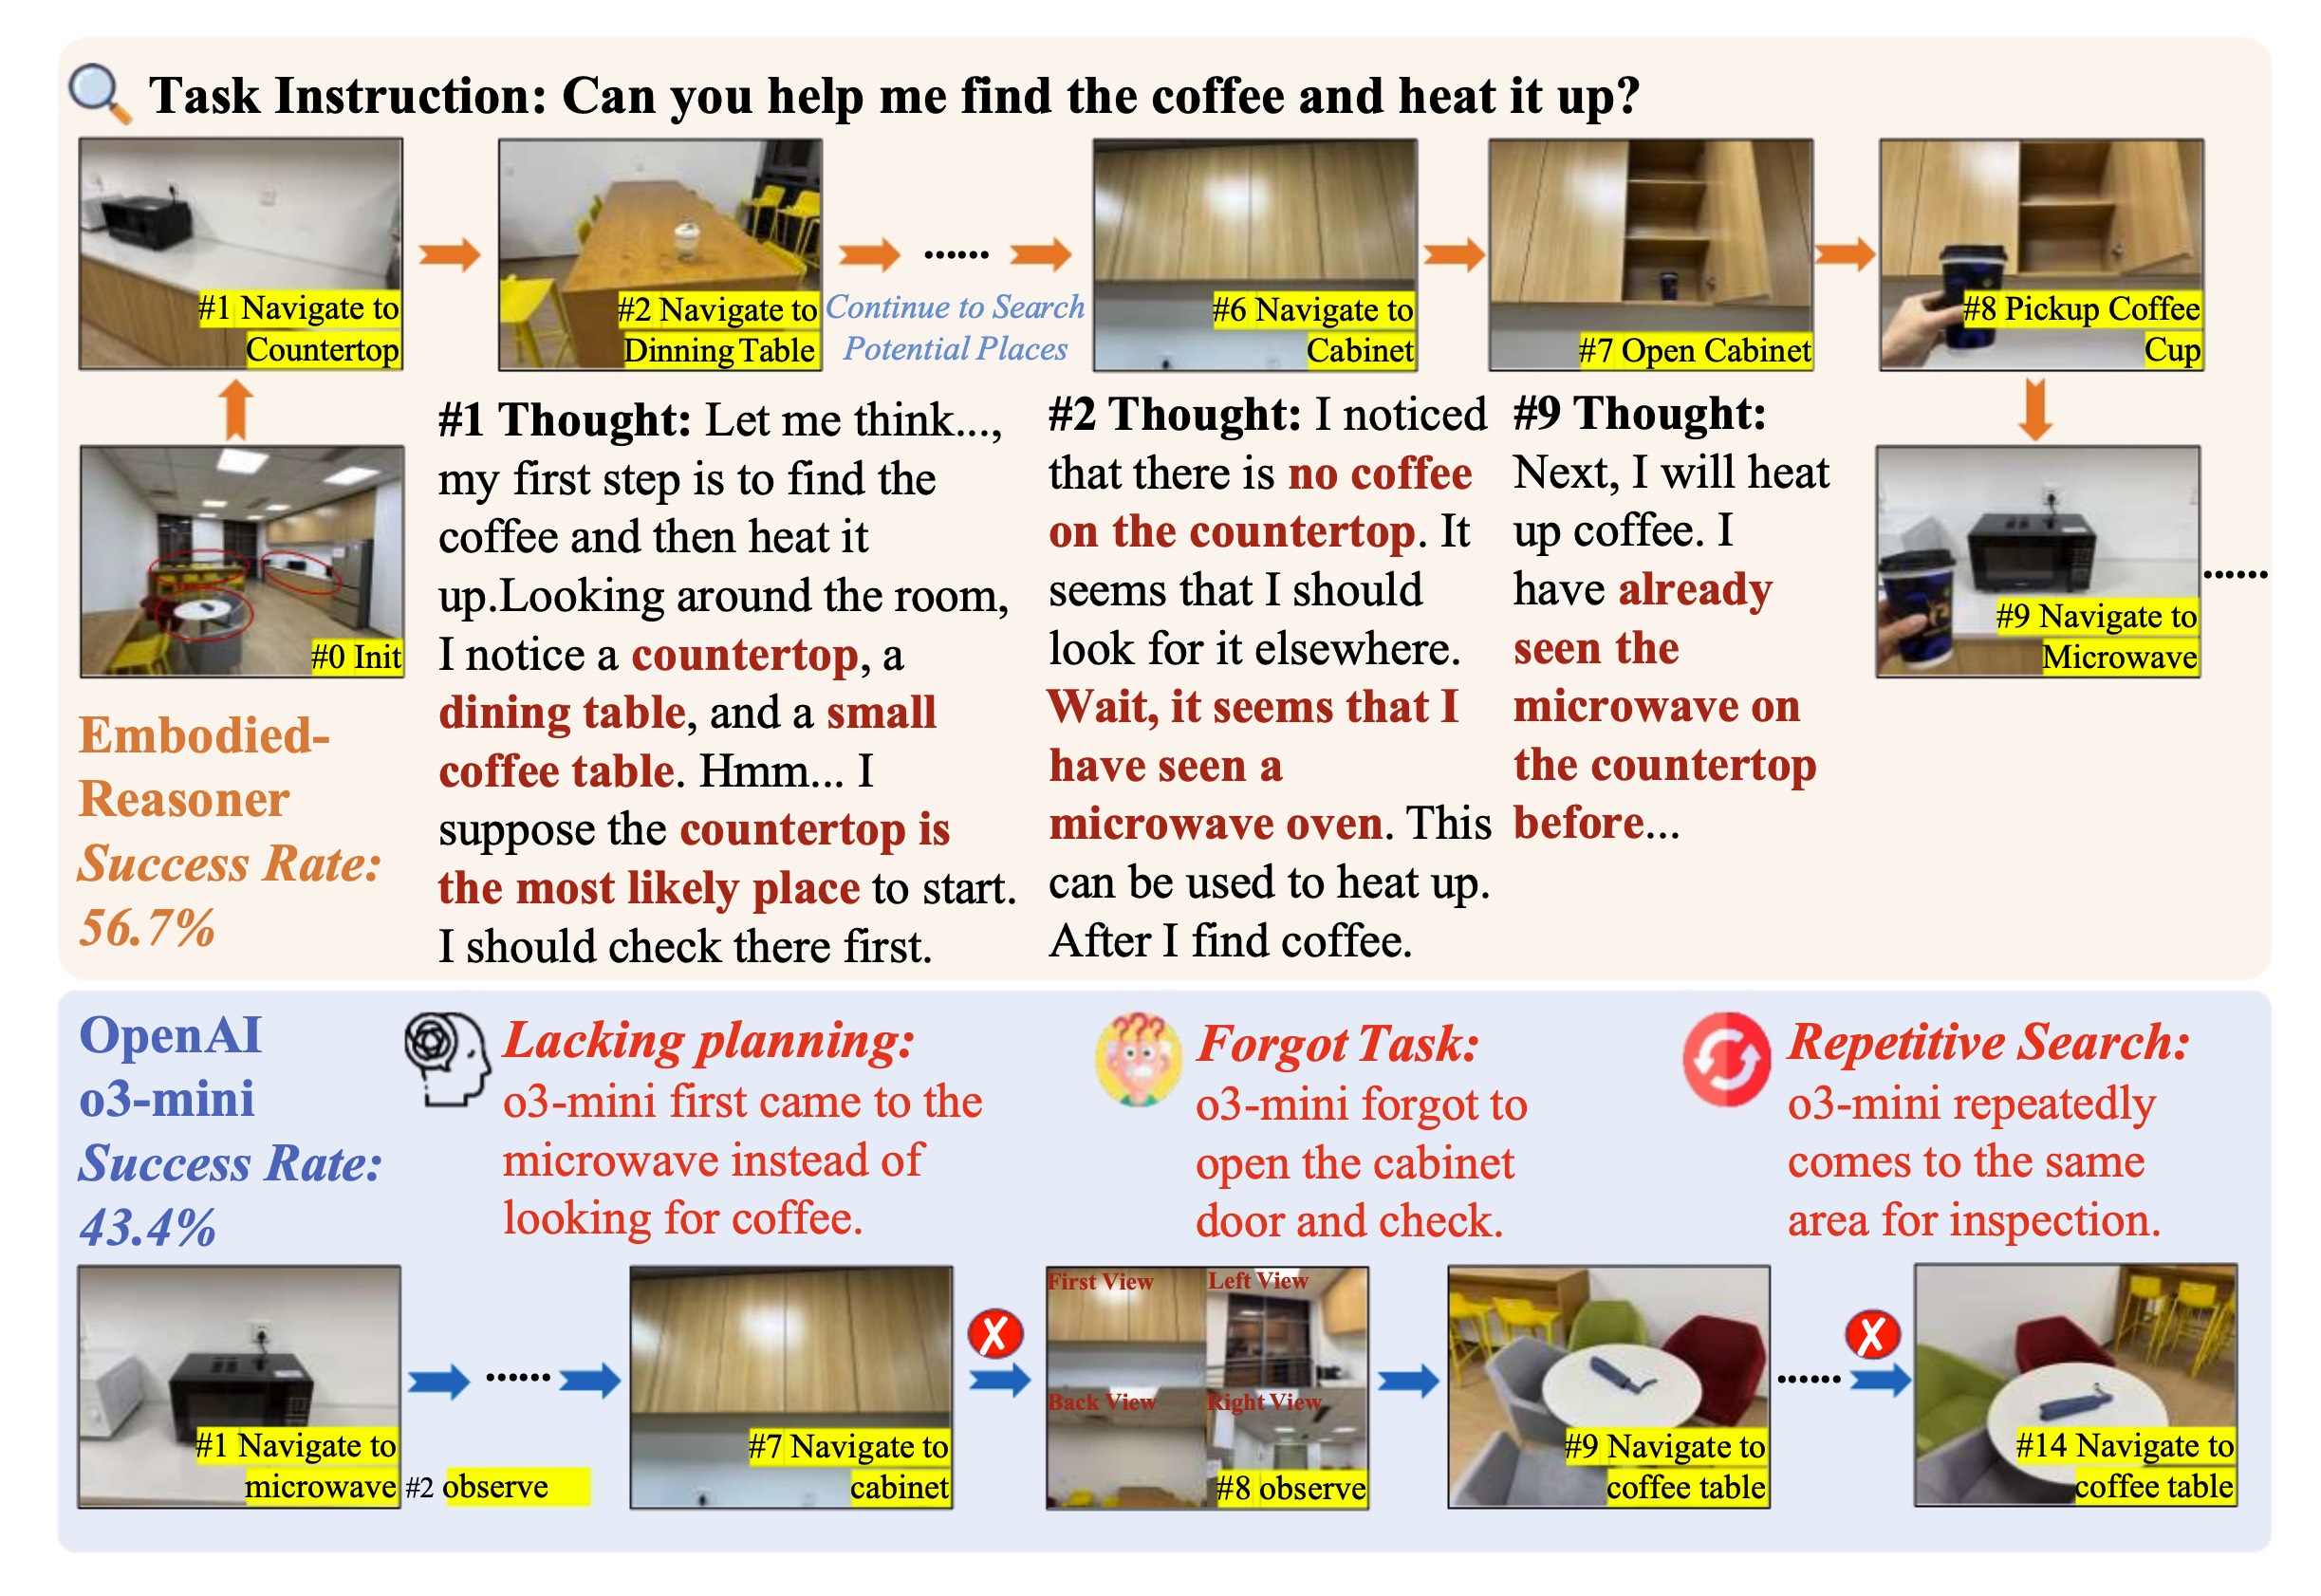 Task Instruction: Can you help me find the coffee and heat it up?
#1 Navigate to
Countertop
#2 Navigate to
Dinning Table
......
Continue to Search
Potential Places
#6 Navigate to
Cabinet
#7 Open Cabinet
#8 Pickup Coffee
Cup
#0 Init
Embodied-
Reasoner
Success Rate:
56.7%
#1 Thought: Let me think...,
my first step is to find the
coffee and then heat it
up.Looking around the room,
I notice a countertop, a
dining table, and a small
coffee table. Hmm... I
suppose the countertop is
the most likely place to start.
I should check there first.
#2 Thought: I noticed
that there is no coffee
on the countertop. It
seems that I should
look for it elsewhere.
Wait, it seems that I
have seen a
microwave oven. This
can be used to heat up.
After I find coffee.
#9 Thought:
Next, I will heat
up coffee. I
have already
seen the
microwave on
the countertop
before...
#9 Navigate to
Microwave
......
OpenAI
o3-mini
Success Rate:
43.4%
Lacking planning:
o3-mini first came to the
microwave instead of
looking for coffee.
Forgot Task:
o3-mini forgot to
open the cabinet
door and check.
Repetitive Search:
o3-mini repeatedly
comes to the same
area for inspection.
#1 Navigate to
microwave
......
#2 observe
#7 Navigate to
cabinet
X
First View
Left View
Back View
Right View
#8 observe
#9 Navigate to
coffee table
......
X
#14 Navigate to
coffee table